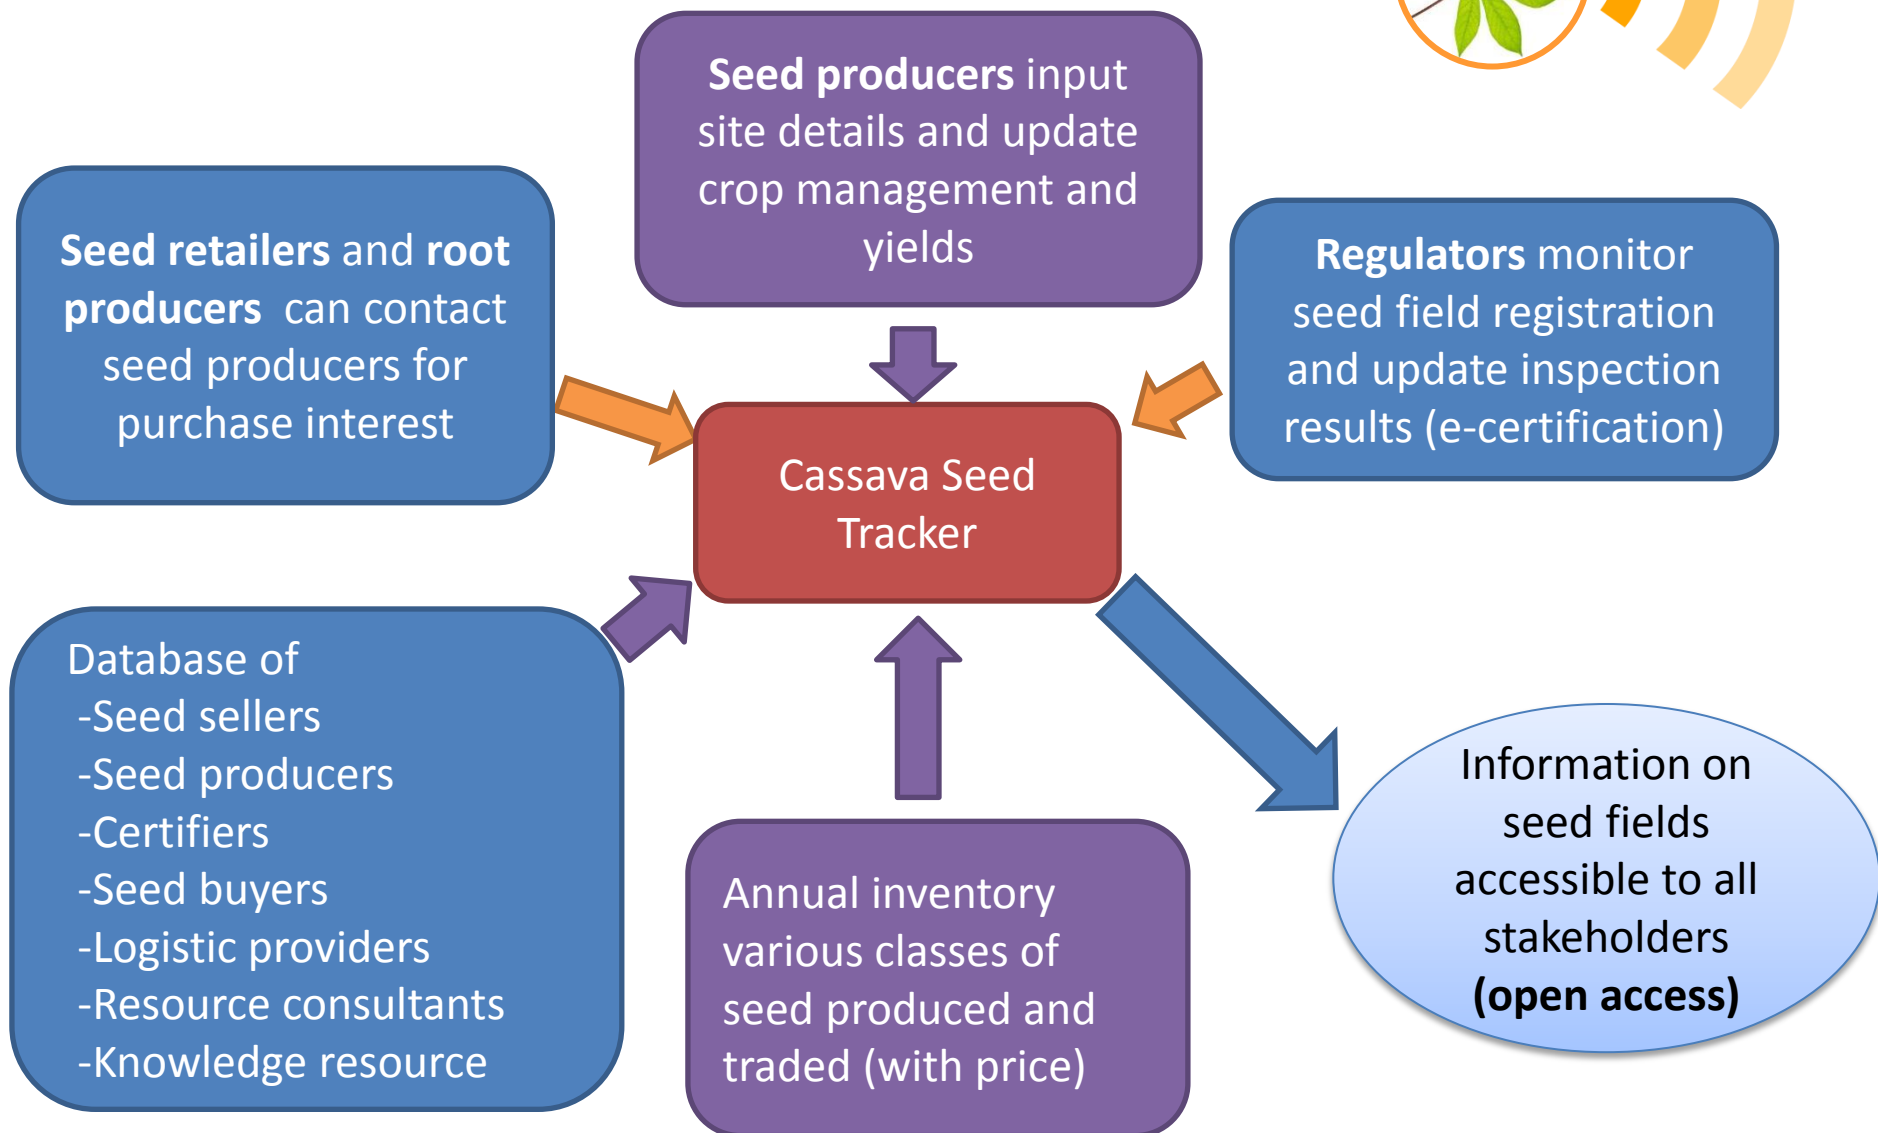 Seed producers input
site details and update
crop management and
yields
Seed retailers and root
producers can contact
seed producers for
purchase interest
Regulators monitor
seed field registration
and update inspection
results (e-certification)
Cassava Seed
Tracker
Database of
-Seed sellers
-Seed producers
-Certifiers
-Seed buyers
-Logistic providers
-Resource consultants
-Knowledge resource
Annual inventory
various classes of
seed produced and
traded (with price)
Information on
seed fields
accessible to all
stakeholders
(open access)